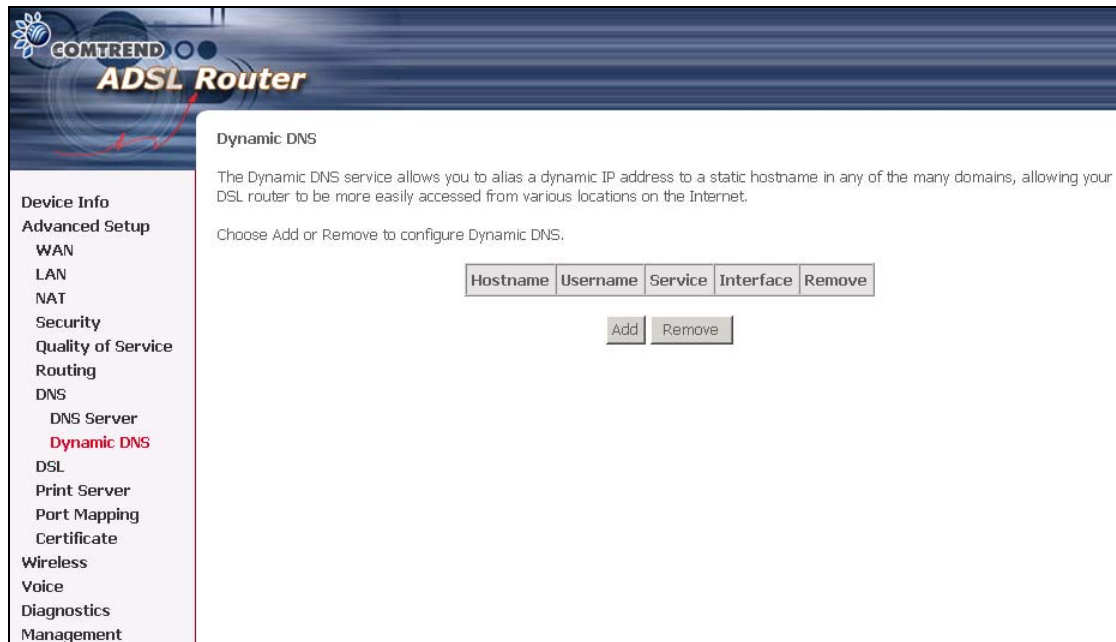 COMTREND
ADSL Router
Device Info
Advanced Setup
WAN
LAN
NAT
Security
Quality of Service
Routing
DNS
DNS Server
Dynamic DNS
DSL
Print Server
Port Mapping
Certificate
Wireless
Voice
Diagnostics
Management
Dynamic DNS
The Dynamic DNS service allows you to alias a dynamic IP address to a static hostname in any of the many domains, allowing your
DSL router to be more easily accessed from various locations on the Internet.
Choose Add or Remove to configure Dynamic DNS.
Hostname Username Service Interface Remove
Add Remove